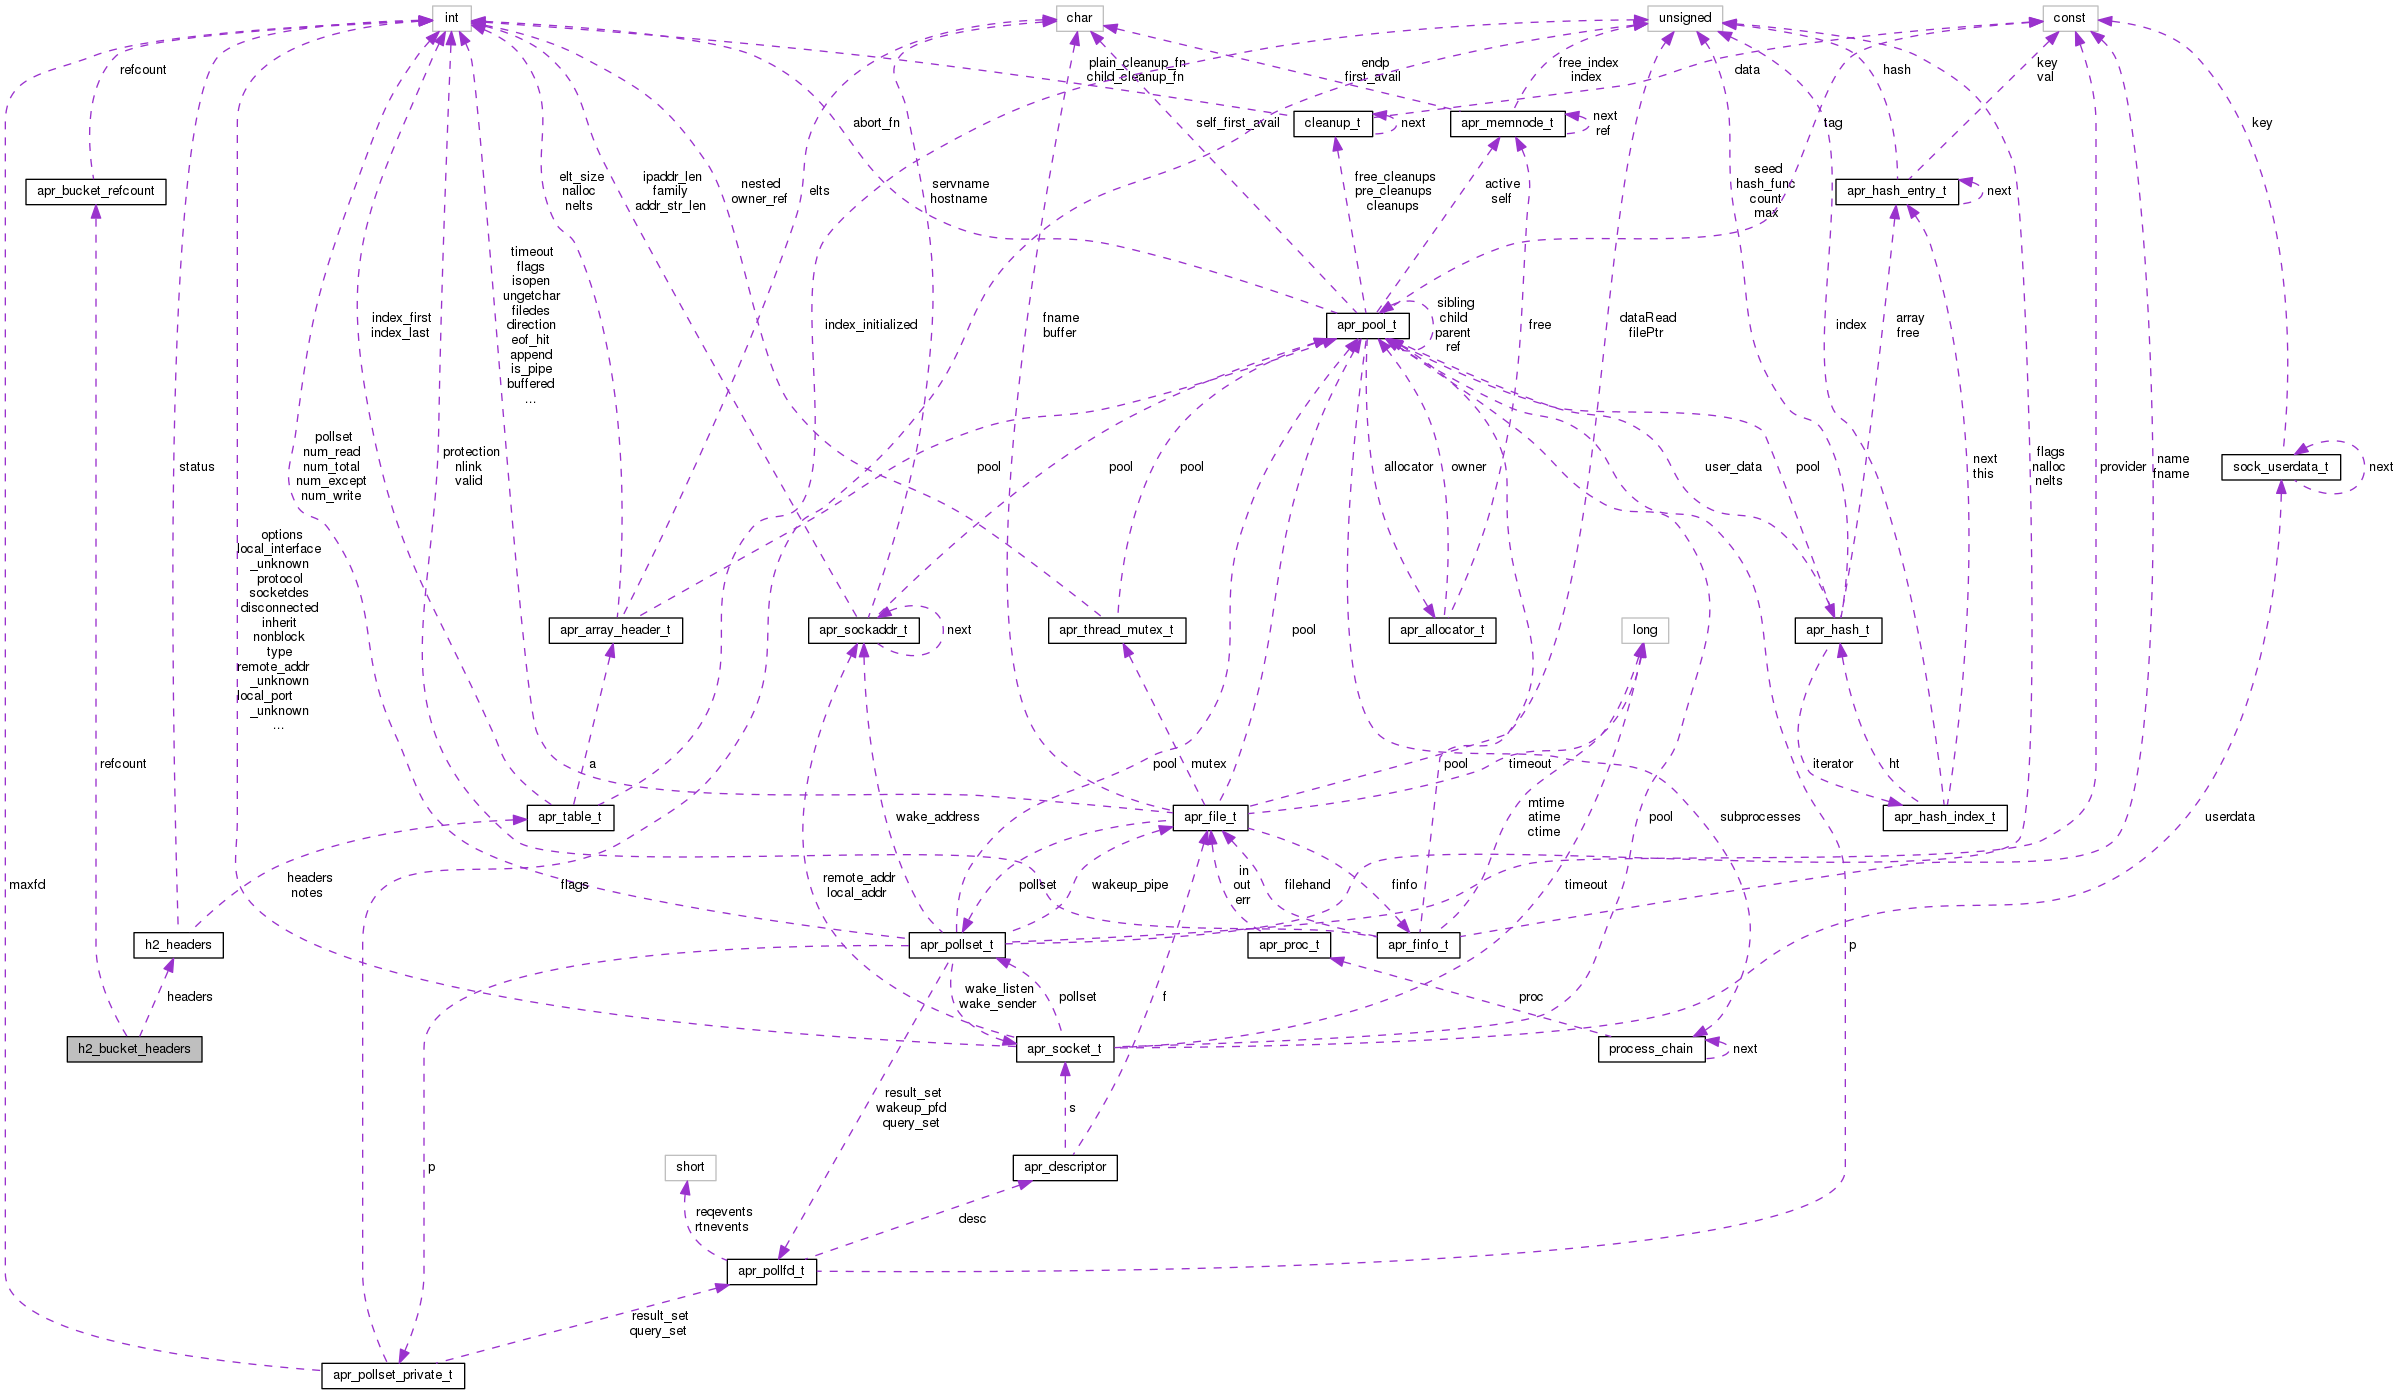 int
char
unsigned
const
refcount
plain_cleanup_fn
child_cleanup_fn
endp
first_avail
free_index
index
data
hash
key
val
abort_fn
self_first_avail
cleanup_t
next
apr_memnode_t
next
ref
tag
key
apr_bucket_refcount
elt_size
nalloc
nelts
ipaddr_len
family
addr_str_len
nested
owner_ref
elts
servname
hostname
free_cleanups
pre_cleanups
cleanups
active
self
seed
hash_func
count
max
apr_hash_entry_t
next
timeout
flags
isopen
ungetchar
filedes
direction
eof_hit
append
is_pipe
buffered
...
index_first
index_last
index_initialized
fname
buffer
apr_pool_t
sibling
child
parent
ref
free
dataRead
filePtr
index
array
free
pollset
num_read
num_total
num_except
num_write
status
protection
nlink
valid
pool
pool
pool
allocator
owner
user_data
pool
next
this
flags
nalloc
nelts
provider
name
fname
sock_userdata_t
next
options
local_interface
_unknown
protocol
socketdes
disconnected
inherit
nonblock
type
remote_addr
_unknown
local_port
_unknown
...
apr_array_header_t
apr_sockaddr_t
next
apr_thread_mutex_t
pool
apr_allocator_t
long
apr_hash_t
refcount
a
pool
mutex
pool
timeout
iterator
ht
apr_table_t
wake_address
apr_file_t
mtime
atime
ctime
pool
subprocesses
apr_hash_index_t
userdata
maxfd
headers
notes
flags
remote_addr
local_addr
pollset
wakeup_pipe
in
out
err
filehand
finfo
timeout
h2_headers
apr_pollset_t
apr_proc_t
apr_finfo_t
p
headers
wake_listen
wake_sender
pollset
f
proc
h2_bucket_headers
apr_socket_t
process_chain
next
result_set
wakeup_pfd
query_set
s
p
short
apr_descriptor
reqevents
rtnevents
desc
apr_pollfd_t
result_set
query_set
apr_pollset_private_t